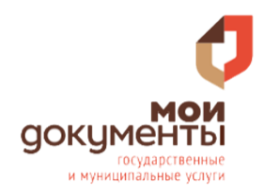 мои
документы
государственные
и муниципальные услуги